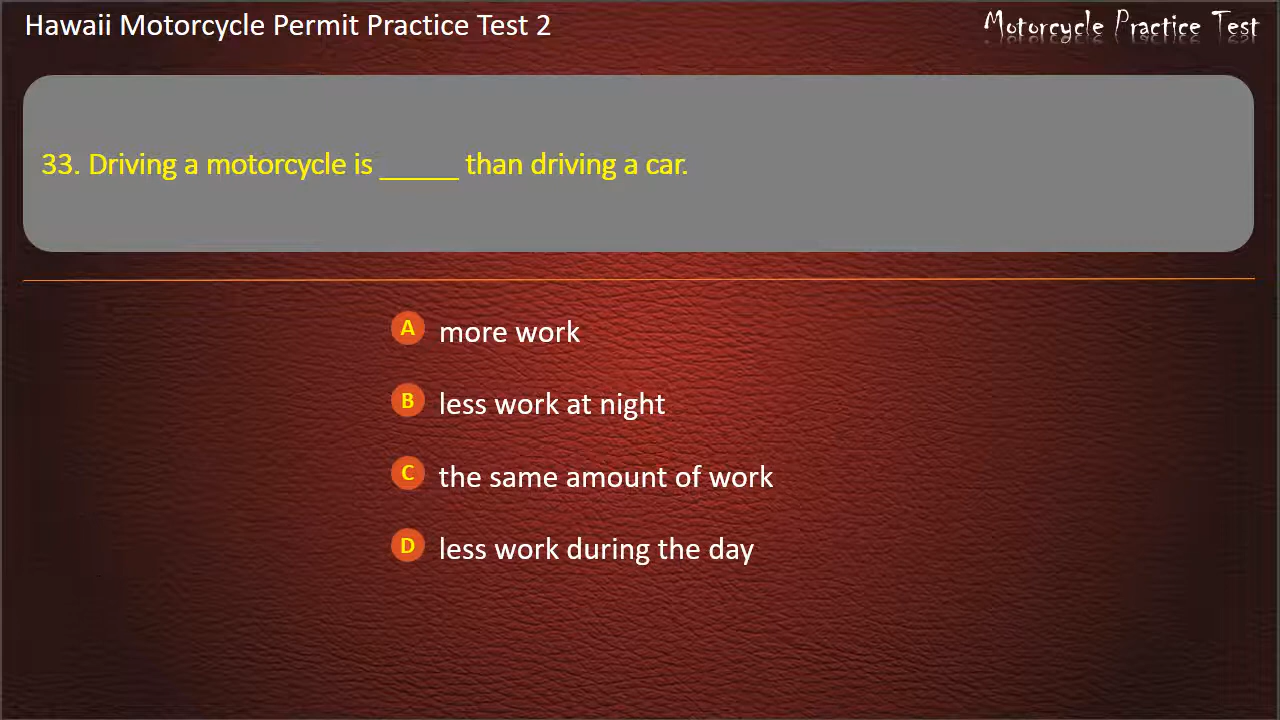 Hawaii Motorcycle Permit Practice Test 2
Motorcycle Practice Test
33. Driving a motorcycle is _____ than driving a car.
A more work
B less work at night
C the same amount of work
D less work during the day